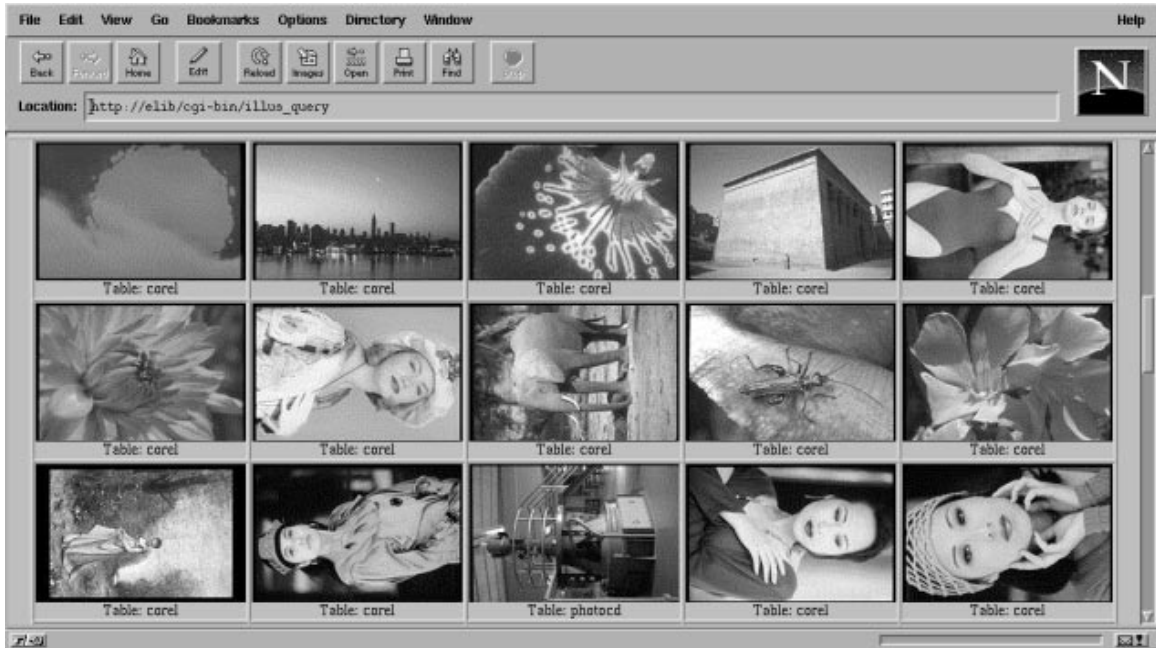 File Edit View Go Bookmarks Options Directory Window Help
Back Forward Home Edit Reload Images Open Print Find Stop
N
Location: http://elib/cgi-bin/illus_query
Table: corel Table: corel Table: corel Table: corel Table: corel
Table: corel Table: corel Table: corel Table: corel Table: corel
Table: corel Table: corel Table: photocd Table: corel Table: corel